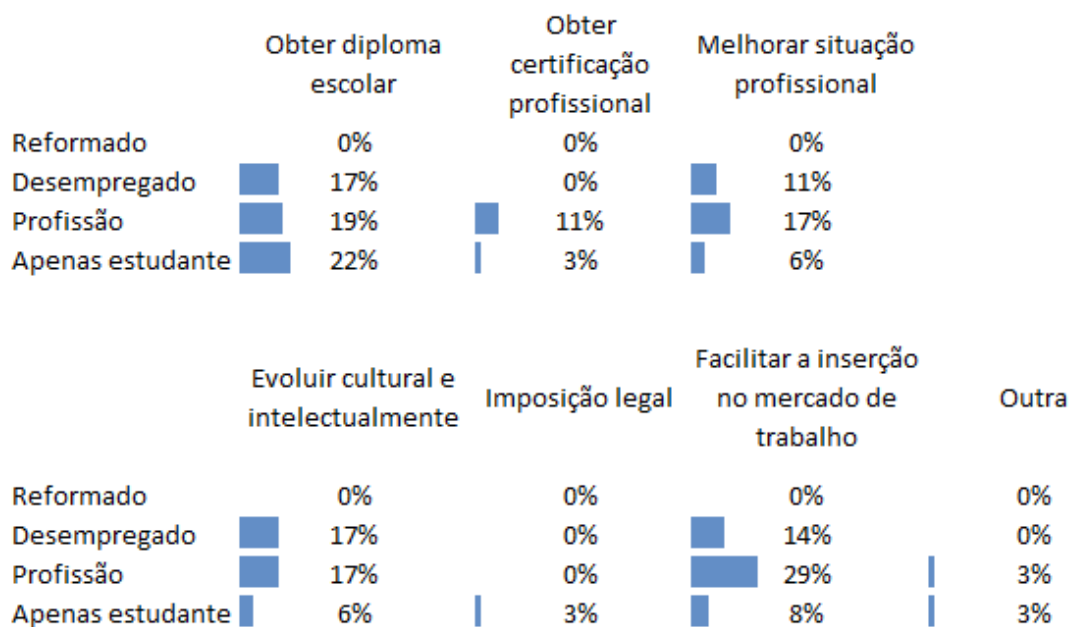 Obter diploma escolar
Obter certificação profissional
Melhorar situação profissional
Reformado 0% 0% 0%
Desempregado 17% 0% 11%
Profissão 19% 11% 17%
Apenas estudante 22% 3% 6%
Evoluir cultural e intelectualmente
Imposição legal
Facilitar a inserção no mercado de trabalho
Outra
Reformado 0% 0% 0% 0%
Desempregado 17% 0% 14% 0%
Profissão 17% 0% 29% 3%
Apenas estudante 6% 3% 8% 3%